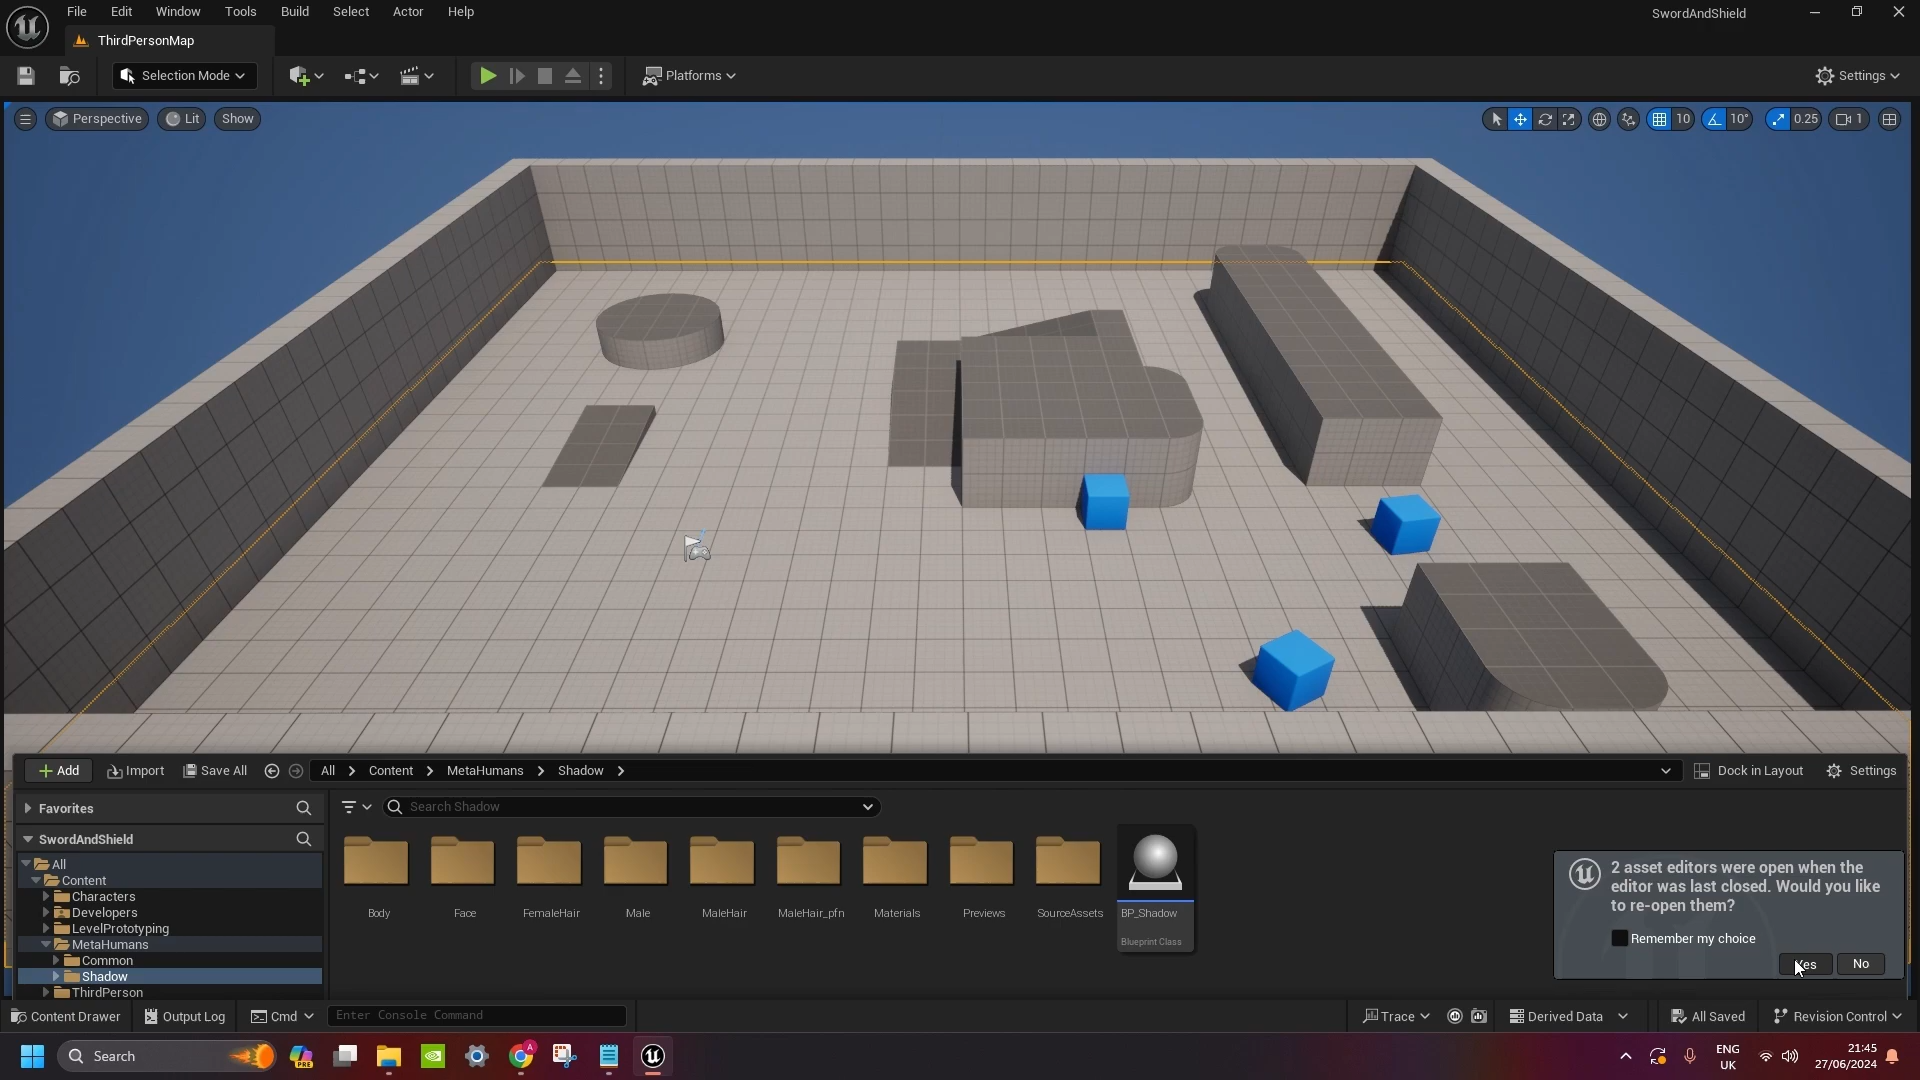 File Edit Window Tools Build Select Actor Help SwordAndShield
ThirdPersonMap
Selection Mode Platforms Settings
Perspective Lit Show 10 10° 0.25 1
Add Import Save All All Content MetaHumans Shadow Dock in Layout Settings
Favorites Search Shadow
SwordAndShield
All
Content
Characters
Developers
LevelPrototyping
MetaHumans
Common
Shadow
ThirdPerson
Body Face FemaleHair Male MaleHair MaleHair_pfn Materials Previews SourceAssets BP_Shadow
Blueprint Class
2 asset editors were open when the
editor was last closed. Would you like
to re-open them?
Remember my choice
Yes No
Content Drawer Output Log Cmd Enter Console Command Trace Derived Data All Saved Revision Control
Search PRE A ENG 21:45
UK 27/06/2024